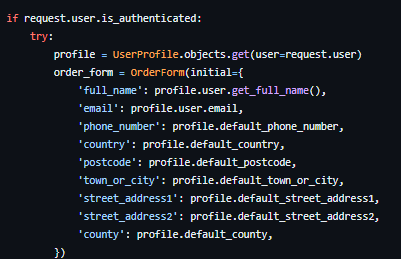 if request.user.is_authenticated:
    try:
        profile = UserProfile.objects.get(user=request.user)
        order_form = OrderForm(initial={
            'full_name': profile.user.get_full_name(),
            'email': profile.user.email,
            'phone_number': profile.default_phone_number,
            'country': profile.default_country,
            'postcode': profile.default_postcode,
            'town_or_city': profile.default_town_or_city,
            'street_address1': profile.default_street_address1,
            'street_address2': profile.default_street_address2,
            'county': profile.default_county,
        })